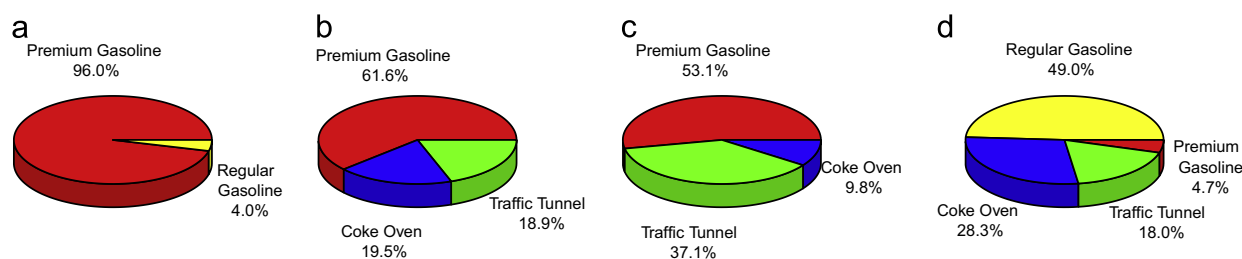 a
Premium Gasoline
96.0%
Regular
Gasoline
4.0%
b
Premium Gasoline
61.6%
Coke Oven
19.5%
Traffic Tunnel
18.9%
c
Premium Gasoline
53.1%
Coke Oven
9.8%
Traffic Tunnel
37.1%
d
Regular Gasoline
49.0%
Premium
Gasoline
4.7%
Coke Oven
28.3%
Traffic Tunnel
18.0%